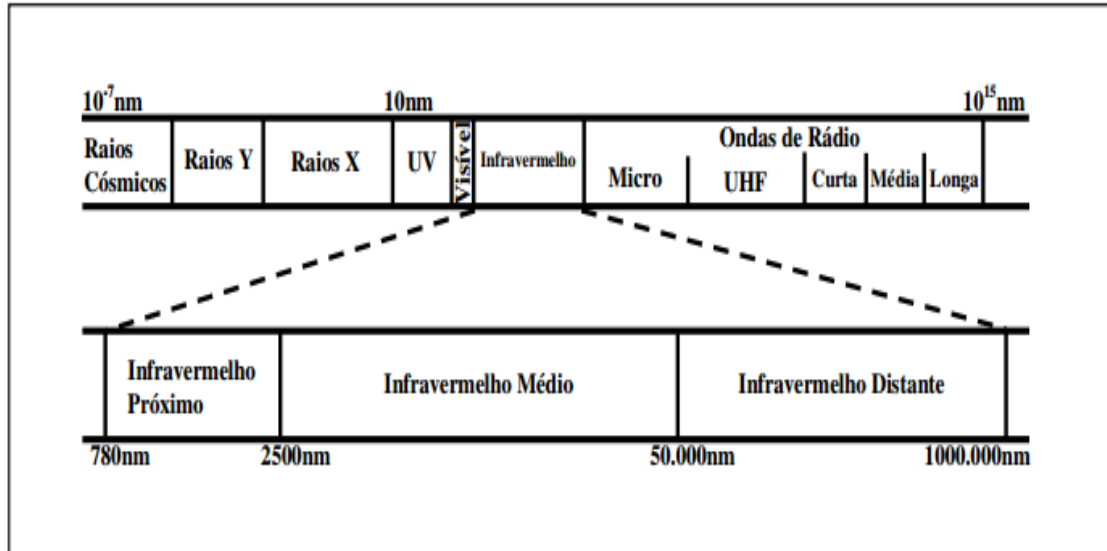 10⁻⁷nm 10nm 10¹⁵nm
Raios Cósmicos Raios Y Raios X UV Visível Infravermelho Ondas de Rádio
Micro UHF Curta Média Longa
Infravermelho Próximo Infravermelho Médio Infravermelho Distante
780nm 2500nm 50.000nm 1000.000nm